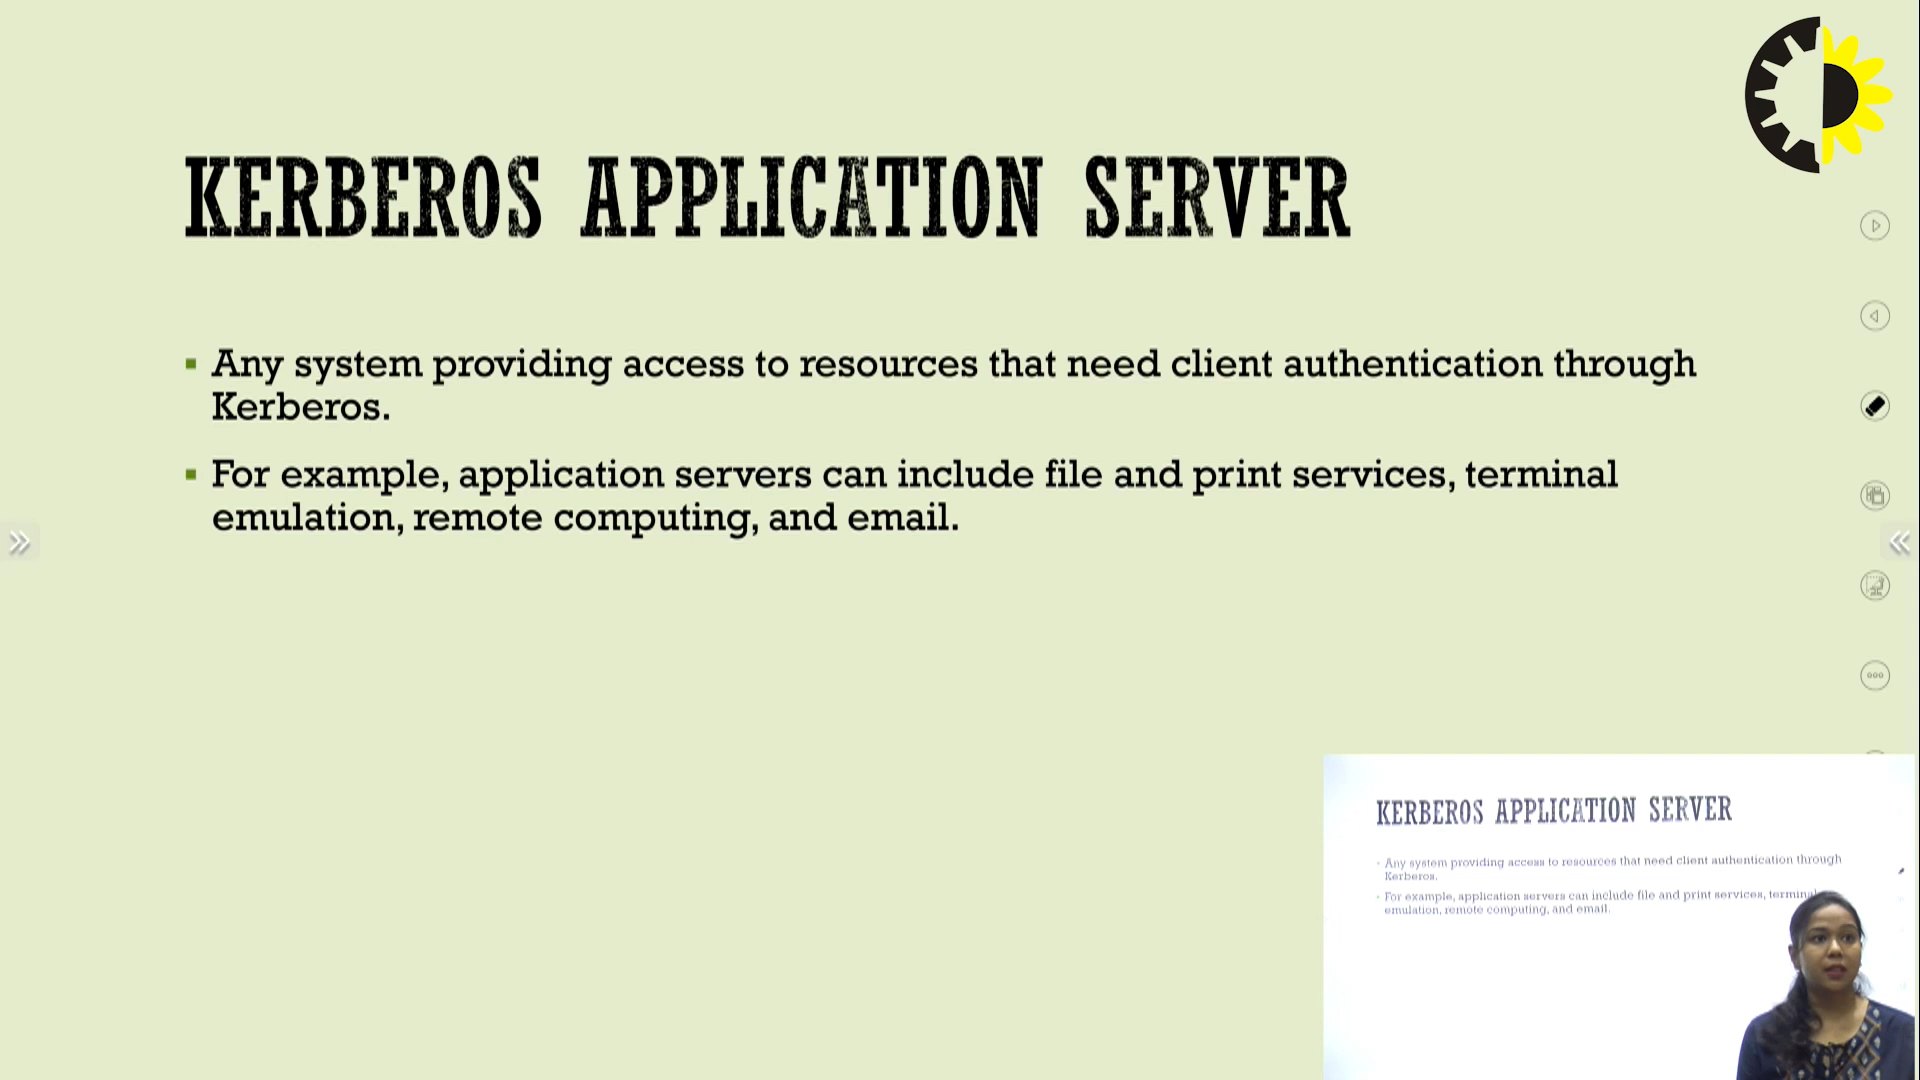 KERBEROS APPLICATION SERVER
Any system providing access to resources that need client authentication through
Kerberos.
For example, application servers can include file and print services, terminal
emulation, remote computing, and email.
KERBEROS APPLICATION SERVER
Any system providing access to resources that need client authentication through
Kerberos.
For example, application servers can include file and print services, terminal
emulation, remote computing, and email.